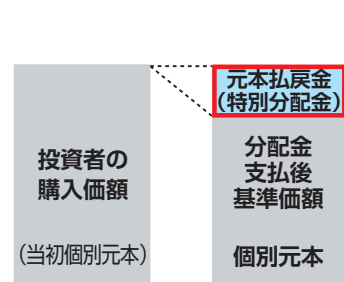 投資者の
購入価額
（当初個別元本）
元本払戻金
（特別分配金）
分配金
支払後
基準価額
個別元本